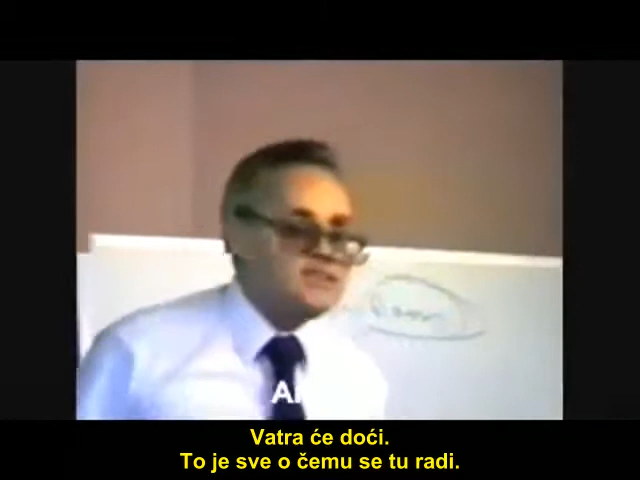 Vatra će doći.
To je sve o čemu se tu radi.